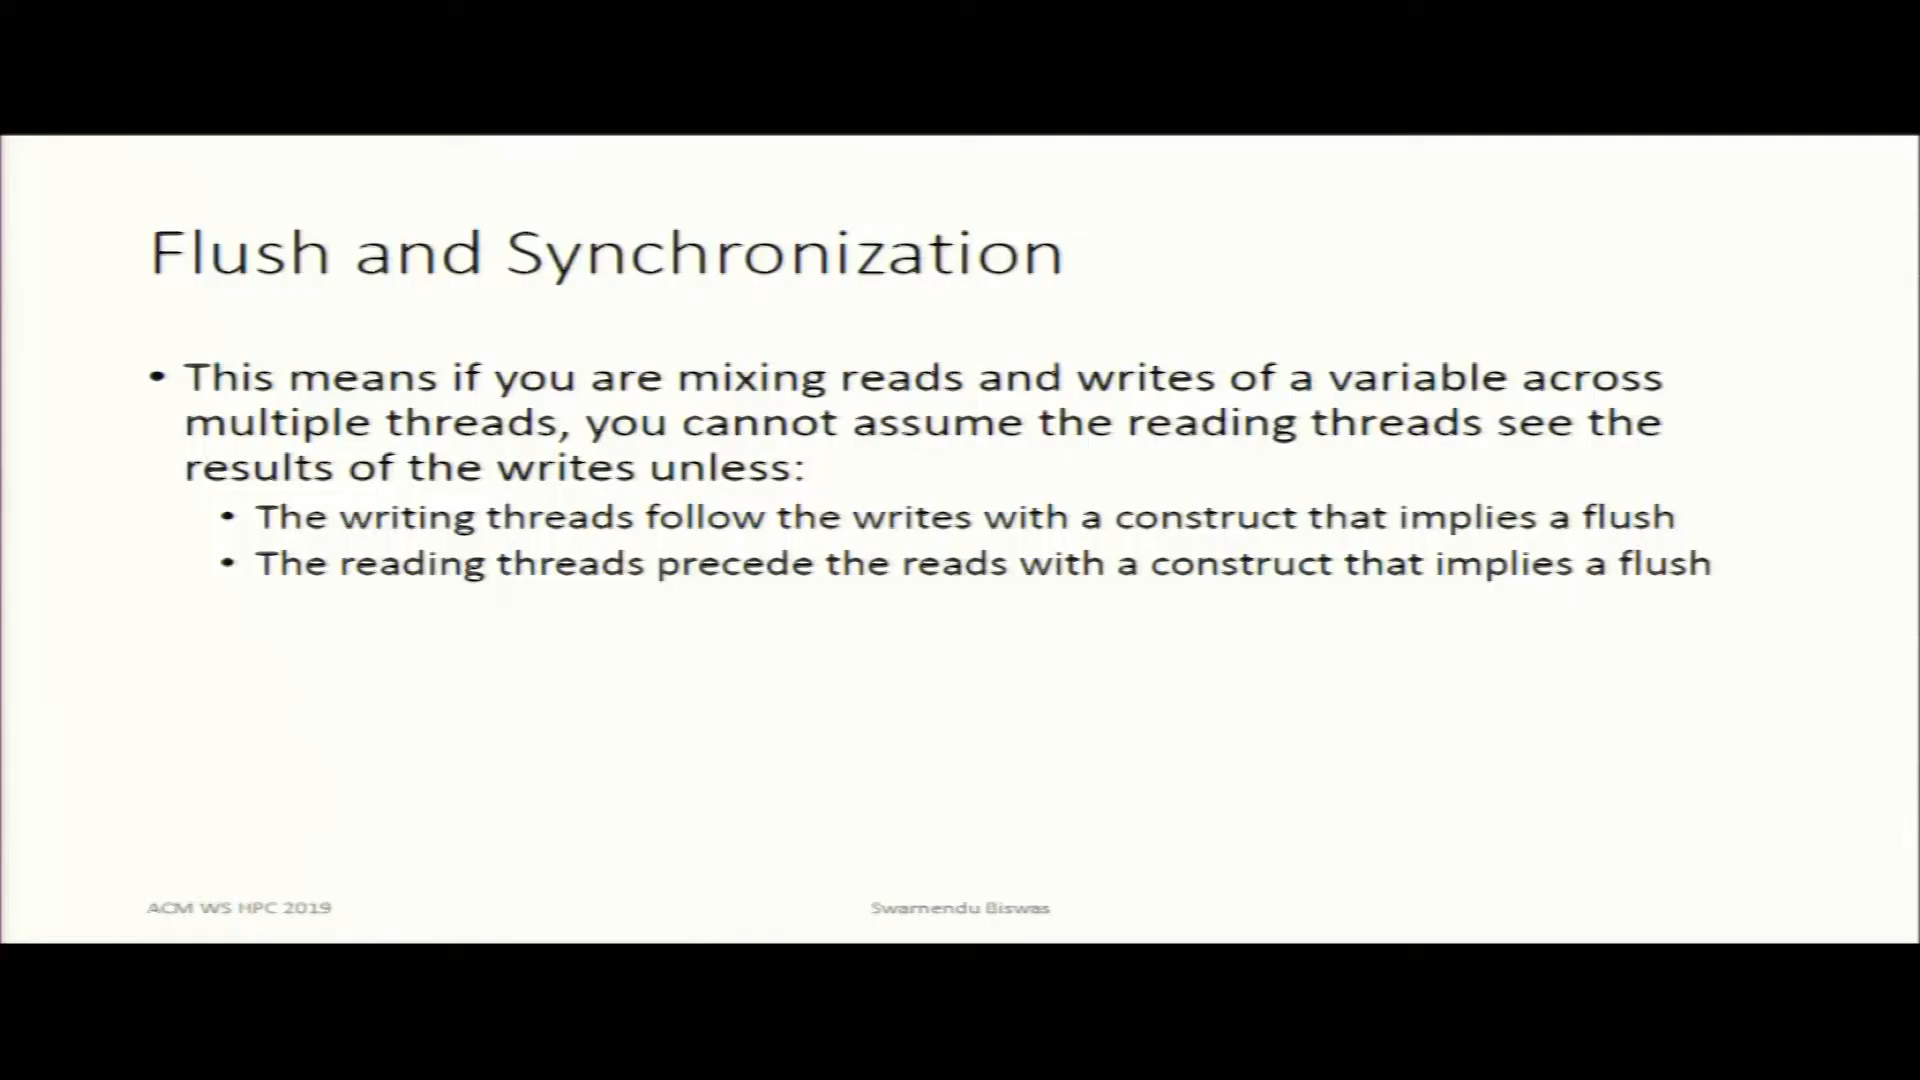 Flush and Synchronization
• This means if you are mixing reads and writes of a variable across
multiple threads, you cannot assume the reading threads see the
results of the writes unless:
• The writing threads follow the writes with a construct that implies a flush
• The reading threads precede the reads with a construct that implies a flush
ACM WS HPC 2019
Swarnendu Biswas